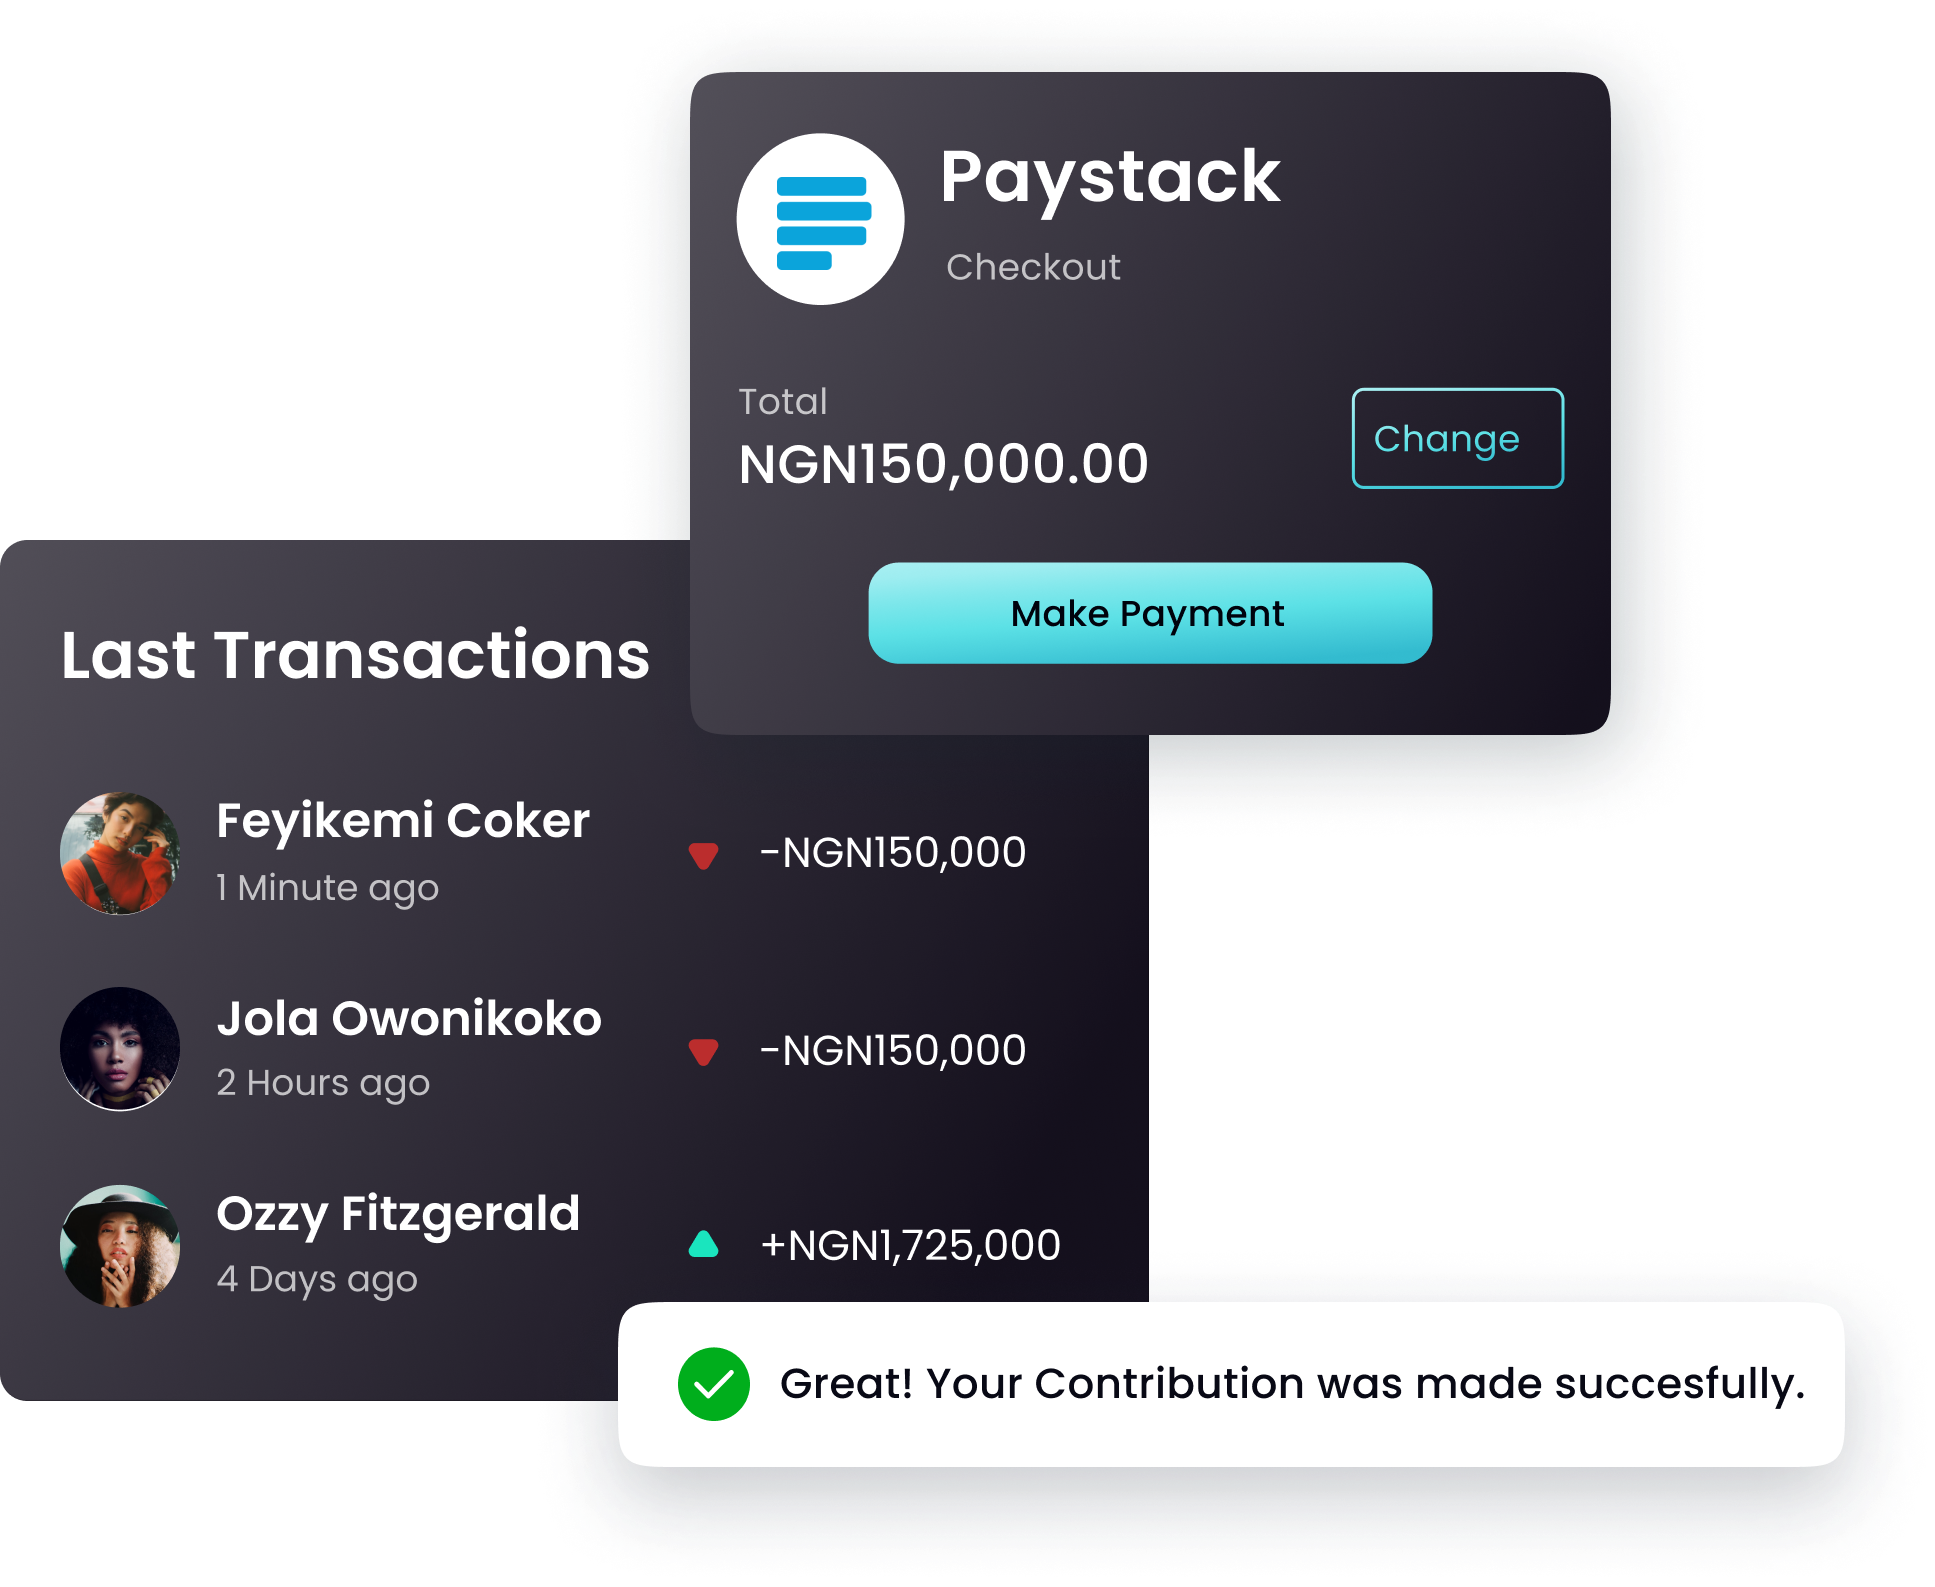 Paystack
Checkout
Total
NGN150,000.00
Change
Make Payment
Last Transactions
Feyikemi Coker
1 Minute ago
-NGN150,000
Jola Owonikoko
2 Hours ago
-NGN150,000
Ozzy Fitzgerald
4 Days ago
+NGN1,725,000
Great! Your Contribution was made succesfully.